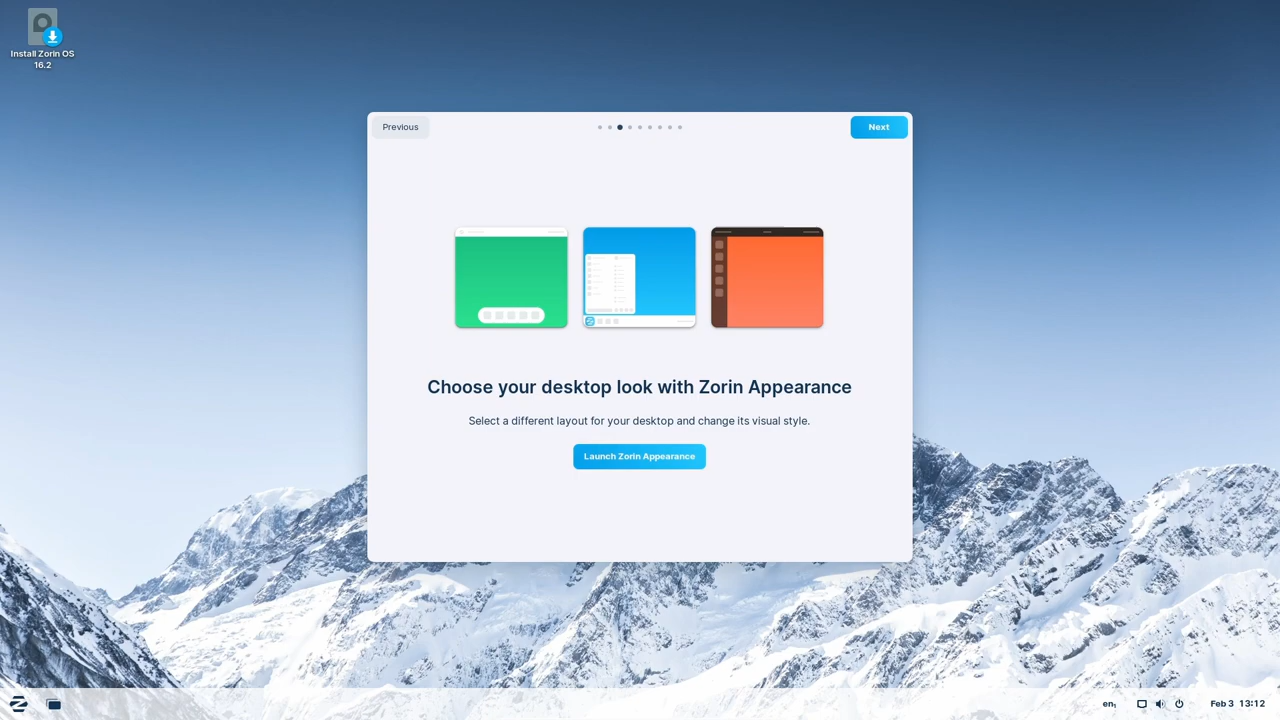 Install Zorin OS
16.2
Previous
Next
Choose your desktop look with Zorin Appearance
Select a different layout for your desktop and change its visual style.
Launch Zorin Appearance
en₁
Feb 3 13:12